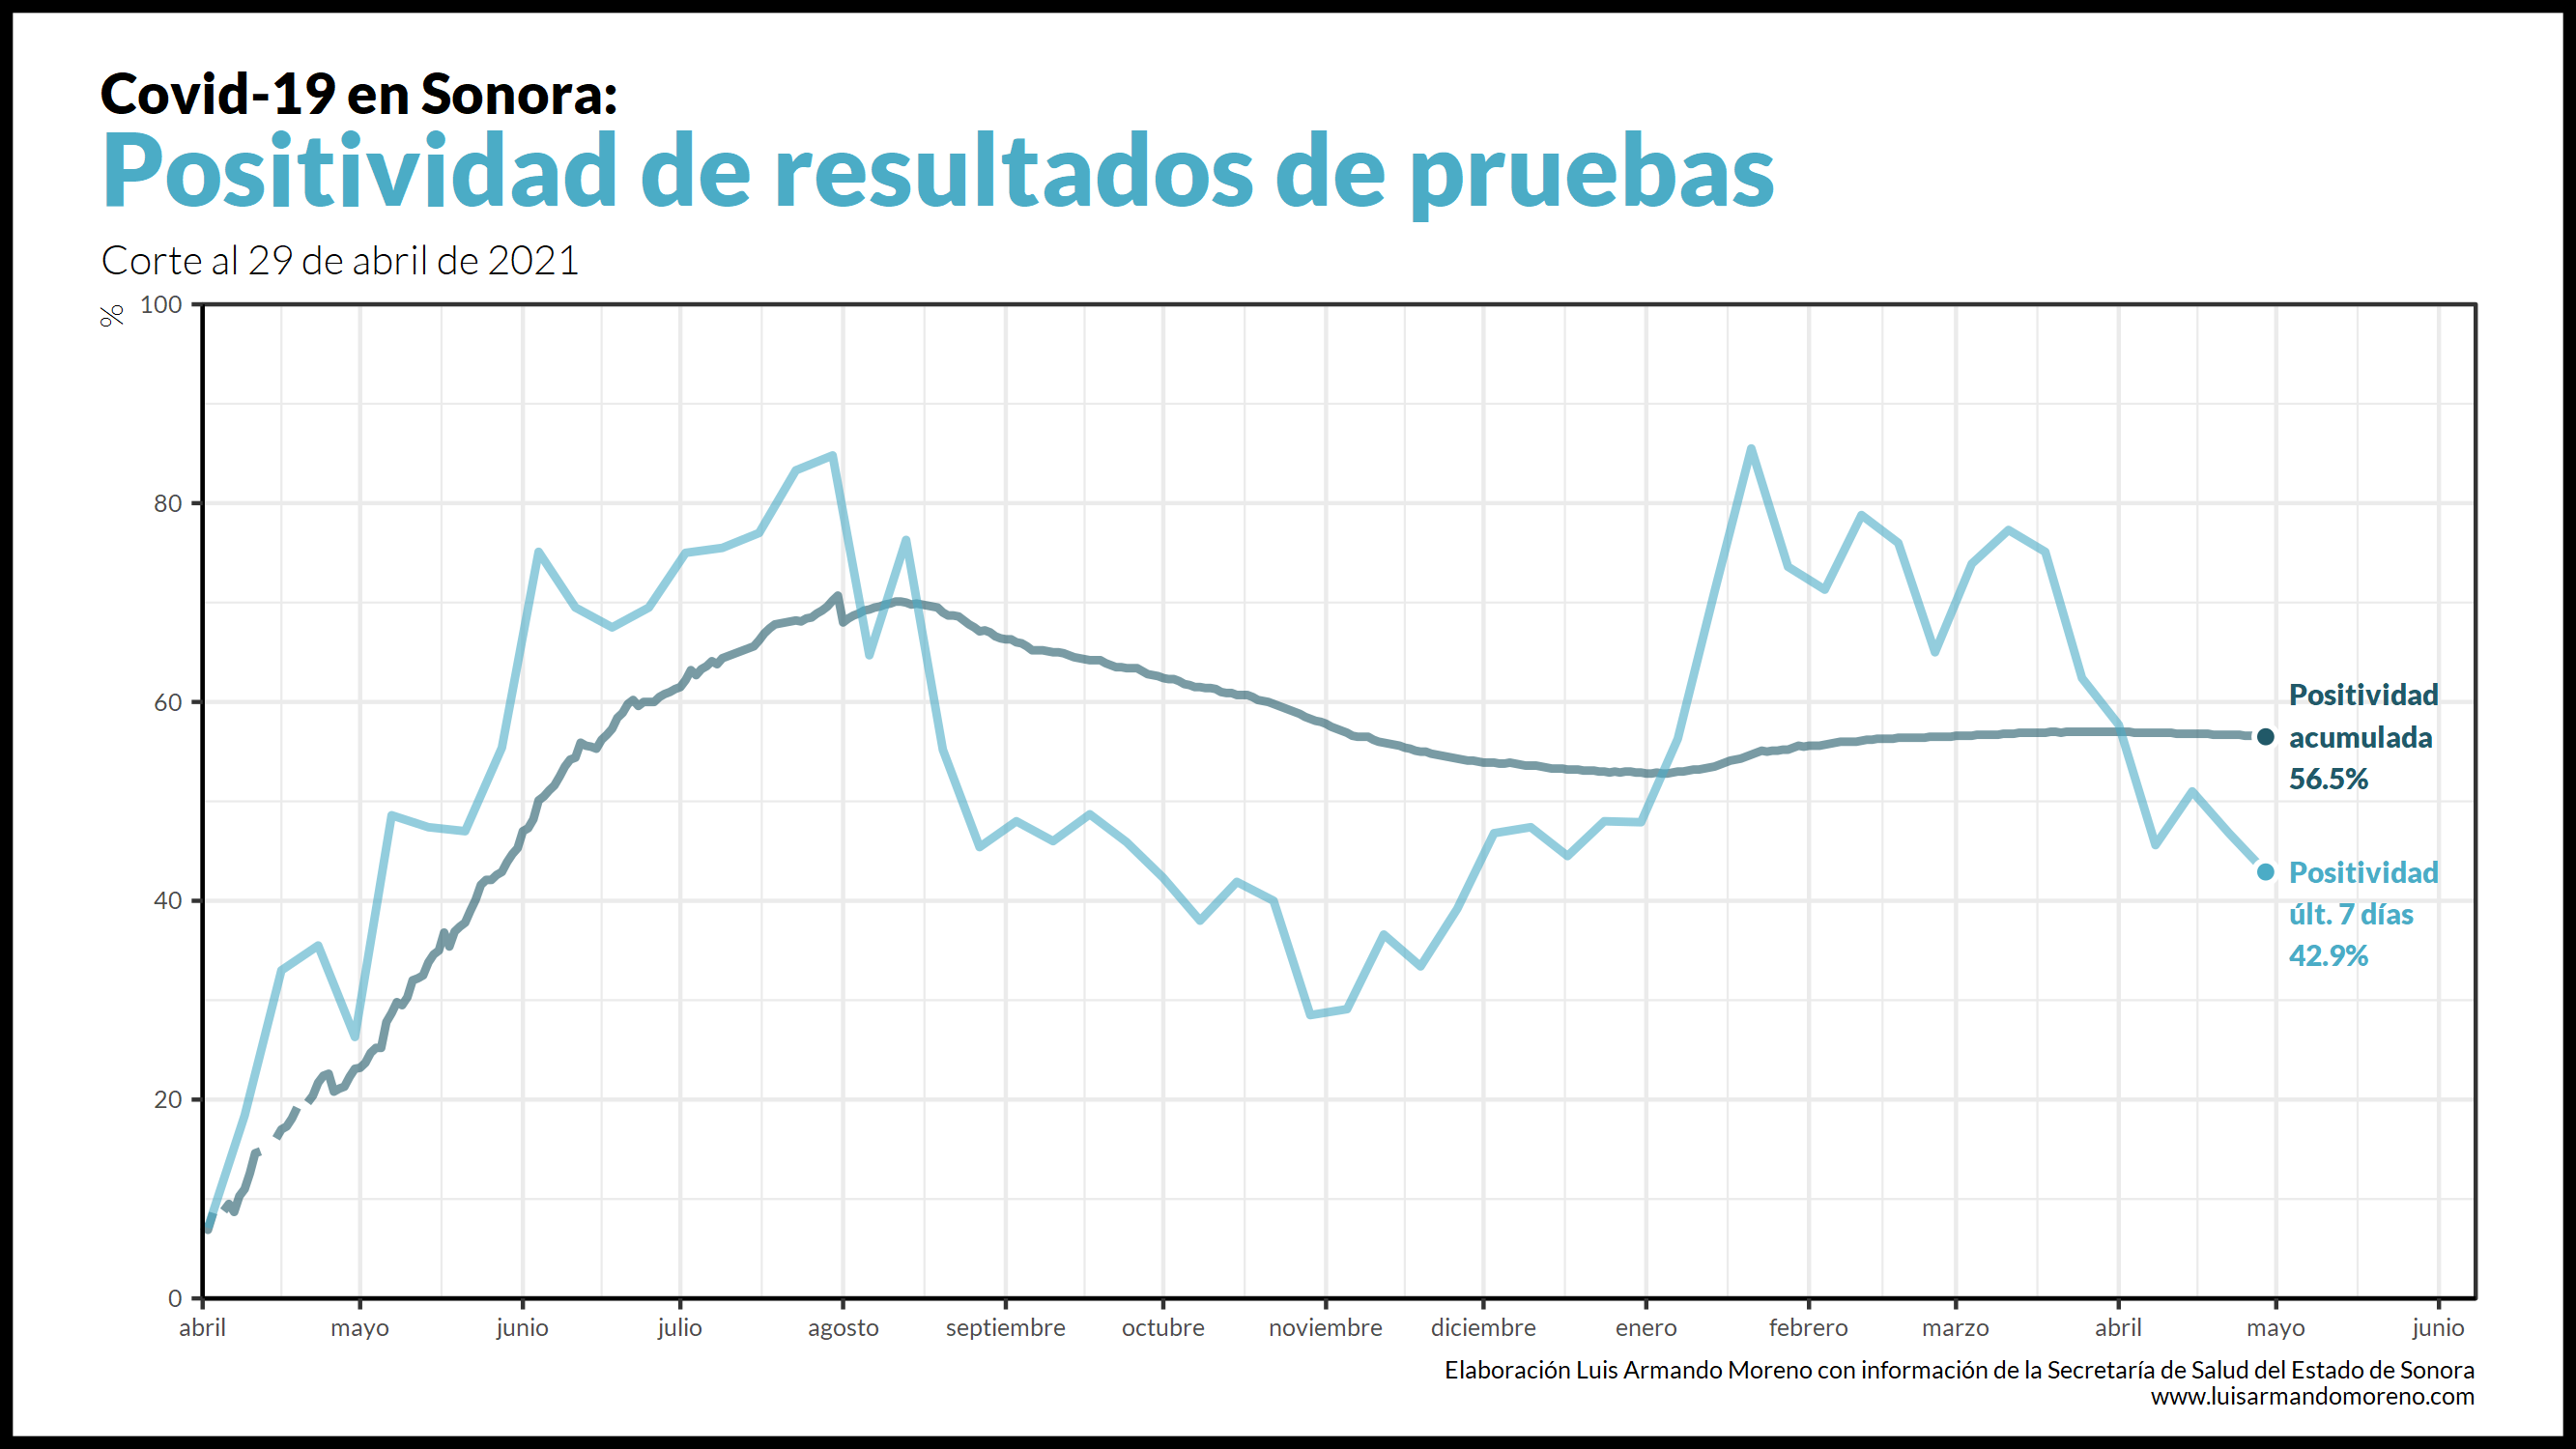 Covid-19 en Sonora:
Positividad de resultados de pruebas
Corte al 29 de abril de 2021
%
100
80
60
40
20
0
Positividad
acumulada
56.5%
Positividad
últ. 7 días
42.9%
abril mayo junio julio agosto septiembre octubre noviembre diciembre enero febrero marzo abril mayo junio
Elaboración Luis Armando Moreno con información de la Secretaría de Salud del Estado de Sonora
www.luisarmandomoreno.com